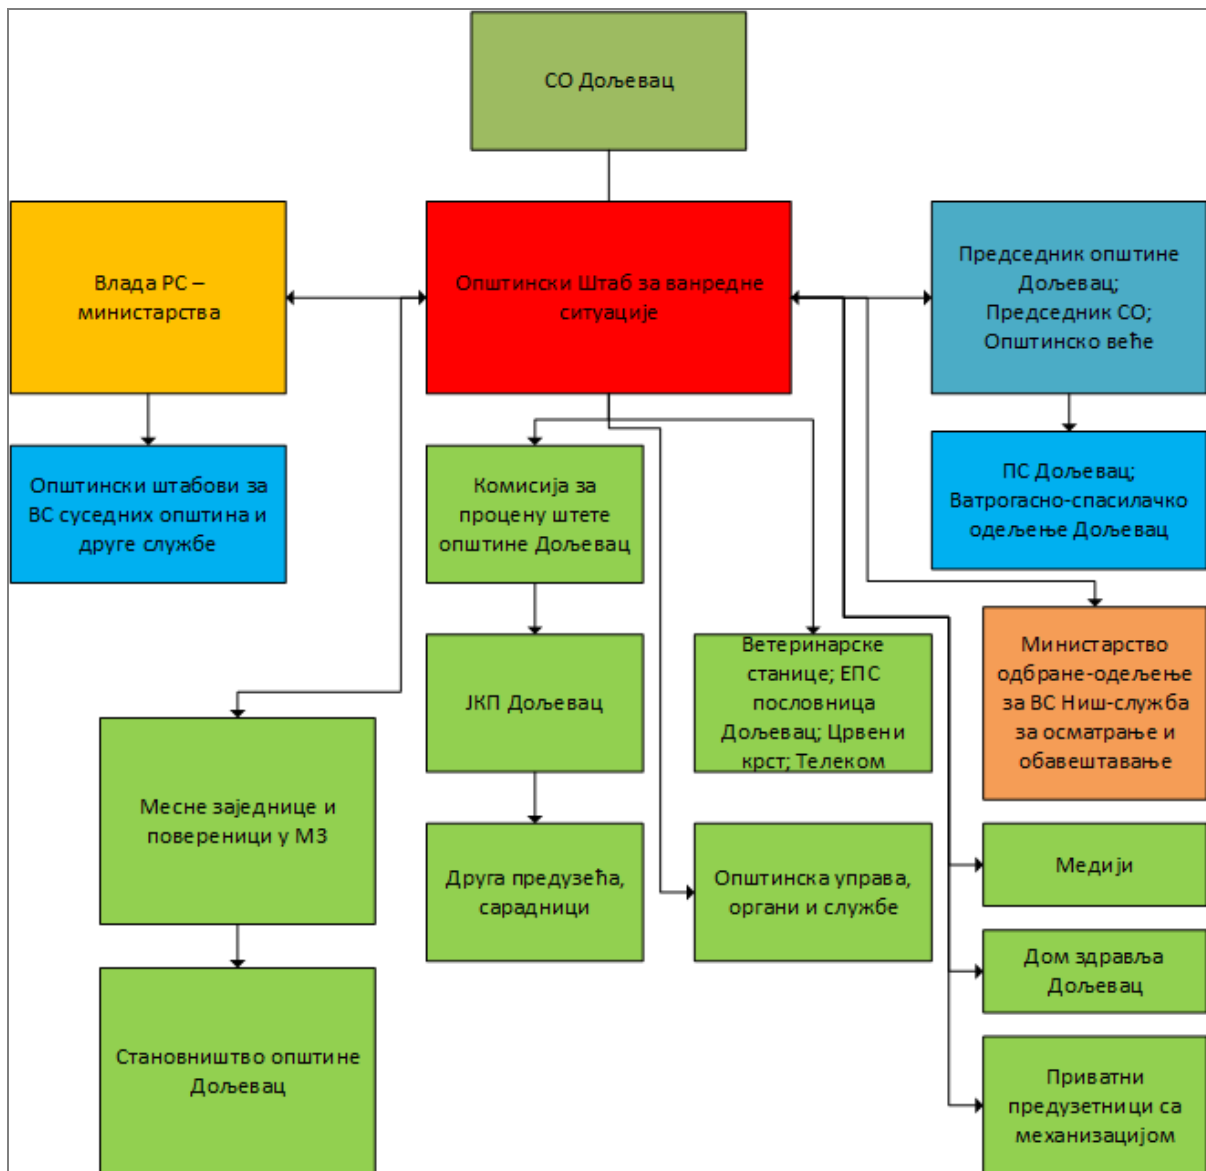 СО Дољевац
Влада РС –
министарства
Општински Штаб за ванредне
ситуације
Председник општине
Дољевац;
Председник СО;
Општинско веће
Општински штабови за
ВС суседних општина и
друге службе
Комисија за
процену штете
општине Дољевац
ПС Дољевац;
Ватрогасно-спасилачко
одељење Дољевац
ЈКП Дољевац
Ветеринарске
станице; ЕПС
пословница
Дољевац; Црвени
крст; Телеком
Министарство
одбране-одељење
за ВС Ниш-служба
за осматрање и
обавештавање
Месне заједнице и
повереници у МЗ
Друга предузећа,
сарадници
Општинска управа,
органи и службе
Медији
Дом здравља
Дољевац
Становништво општине
Дољевац
Приватни
предузетници са
механизацијом